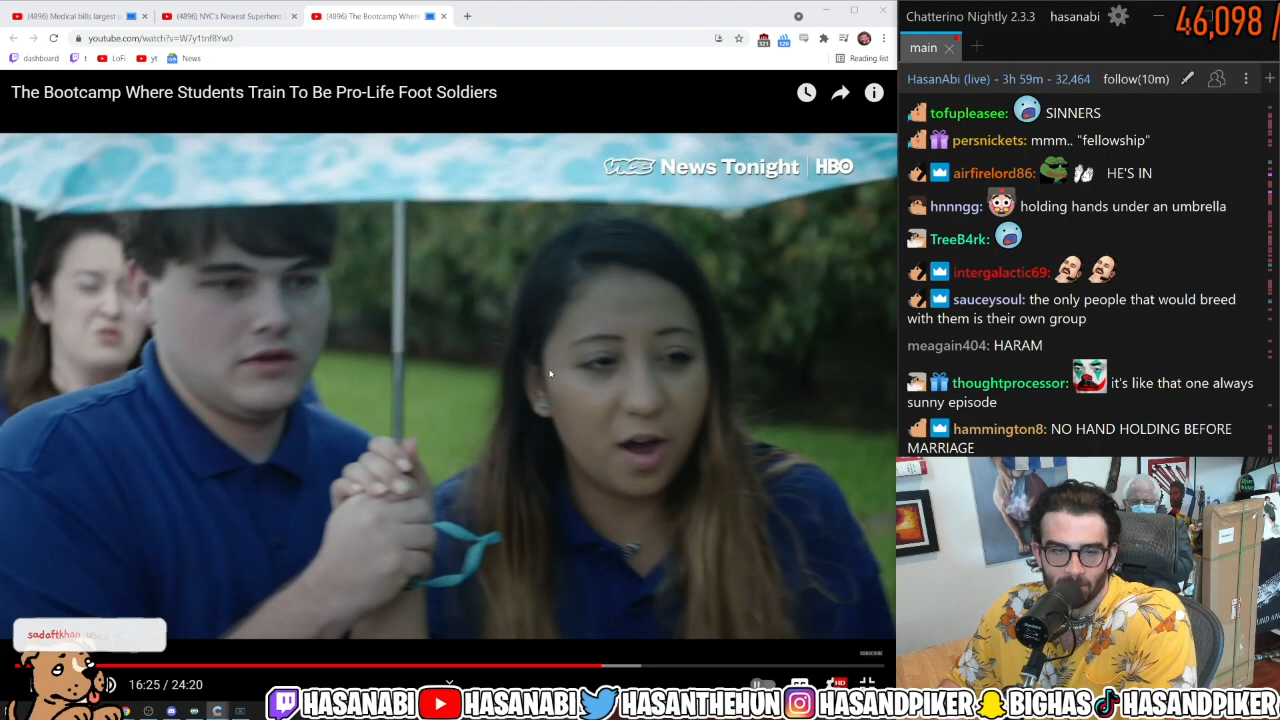 (4896) Medical bills largest
(4896) NYC's Newest Superhero
(4896) The Bootcamp Where
youtube.com/watch?v=W7y1tnf8Yw0
dashboard
t
LoFi
yt
News
Reading list
The Bootcamp Where Students Train To Be Pro-Life Foot Soldiers
VICE News Tonight | HBO
16:25 / 24:20
SUBSCRIBE
HD
sadaftkhan used
Chatterino Nightly 2.3.3
hasanabi
46,098 /
main
HasanAbi (live) - 3h 59m - 32,464
follow(10m)
tofupleasee: SINNERS
persnickets: mmm.. "fellowship"
airfirelord86: HE'S IN
hnnngg: holding hands under an umbrella
TreeB4rk:
intergalactic69:
sauceysoul: the only people that would breed
with them is their own group
meagain404: HARAM
thoughtprocessor: it's like that one always
sunny episode
hammington8: NO HAND HOLDING BEFORE
MARRIAGE
HASANABI HASANABI HASANTHEHUN HASANDPIKER BIGHAS HASANDPIKER